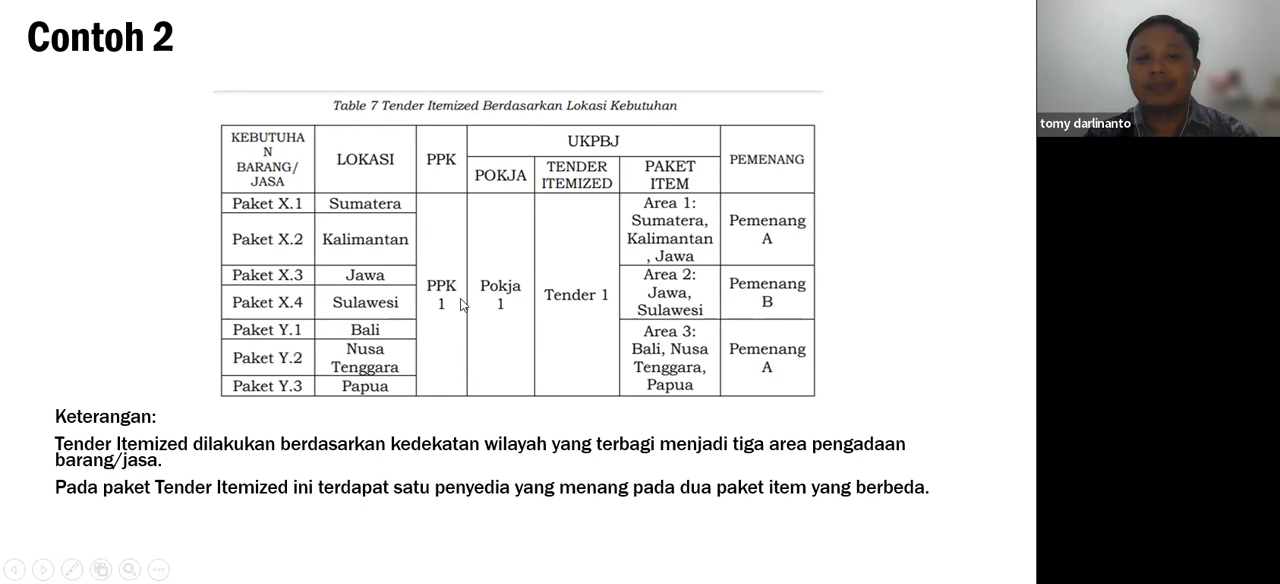 Contoh 2
tomy darlinanto
Table 7 Tender Itemized Berdasarkan Lokasi Kebutuhan
KEBUTUHA
N
BARANG/
JASA
LOKASI
PPK
UKPBJ
POKJA
TENDER
ITEMIZED
PAKET
ITEM
PEMENANG
Paket X.1
Sumatera
Paket X.2
Kalimantan
Paket X.3
Jawa
Paket X.4
Sulawesi
Paket Y.1
Bali
Paket Y.2
Nusa
Tenggara
Paket Y.3
Papua
PPK
1
Pokja
1
Tender 1
Area 1:
Sumatera,
Kalimantan
, Jawa
Pemenang
A
Area 2:
Jawa,
Sulawesi
Pemenang
B
Area 3:
Bali, Nusa
Tenggara,
Papua
Pemenang
A
Keterangan:
Tender Itemized dilakukan berdasarkan kedekatan wilayah yang terbagi menjadi tiga area pengadaan
barang/jasa.
Pada paket Tender Itemized ini terdapat satu penyedia yang menang pada dua paket item yang berbeda.